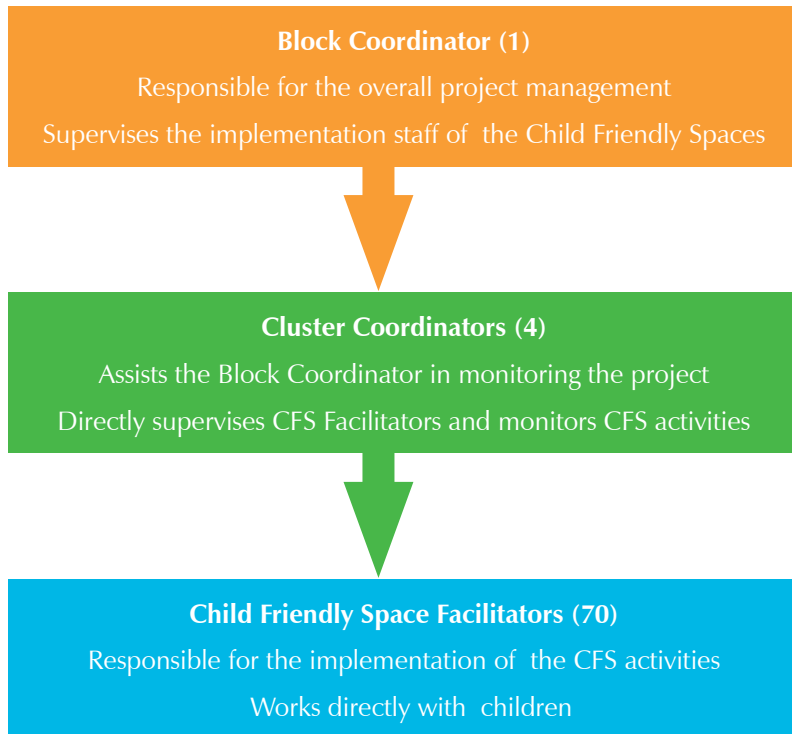 Block Coordinator (1)
Responsible for the overall project management
Supervises the implementation staff of the Child Friendly Spaces
Cluster Coordinators (4)
Assists the Block Coordinator in monitoring the project
Directly supervises CFS Facilitators and monitors CFS activities
Child Friendly Space Facilitators (70)
Responsible for the implementation of the CFS activities
Works directly with children